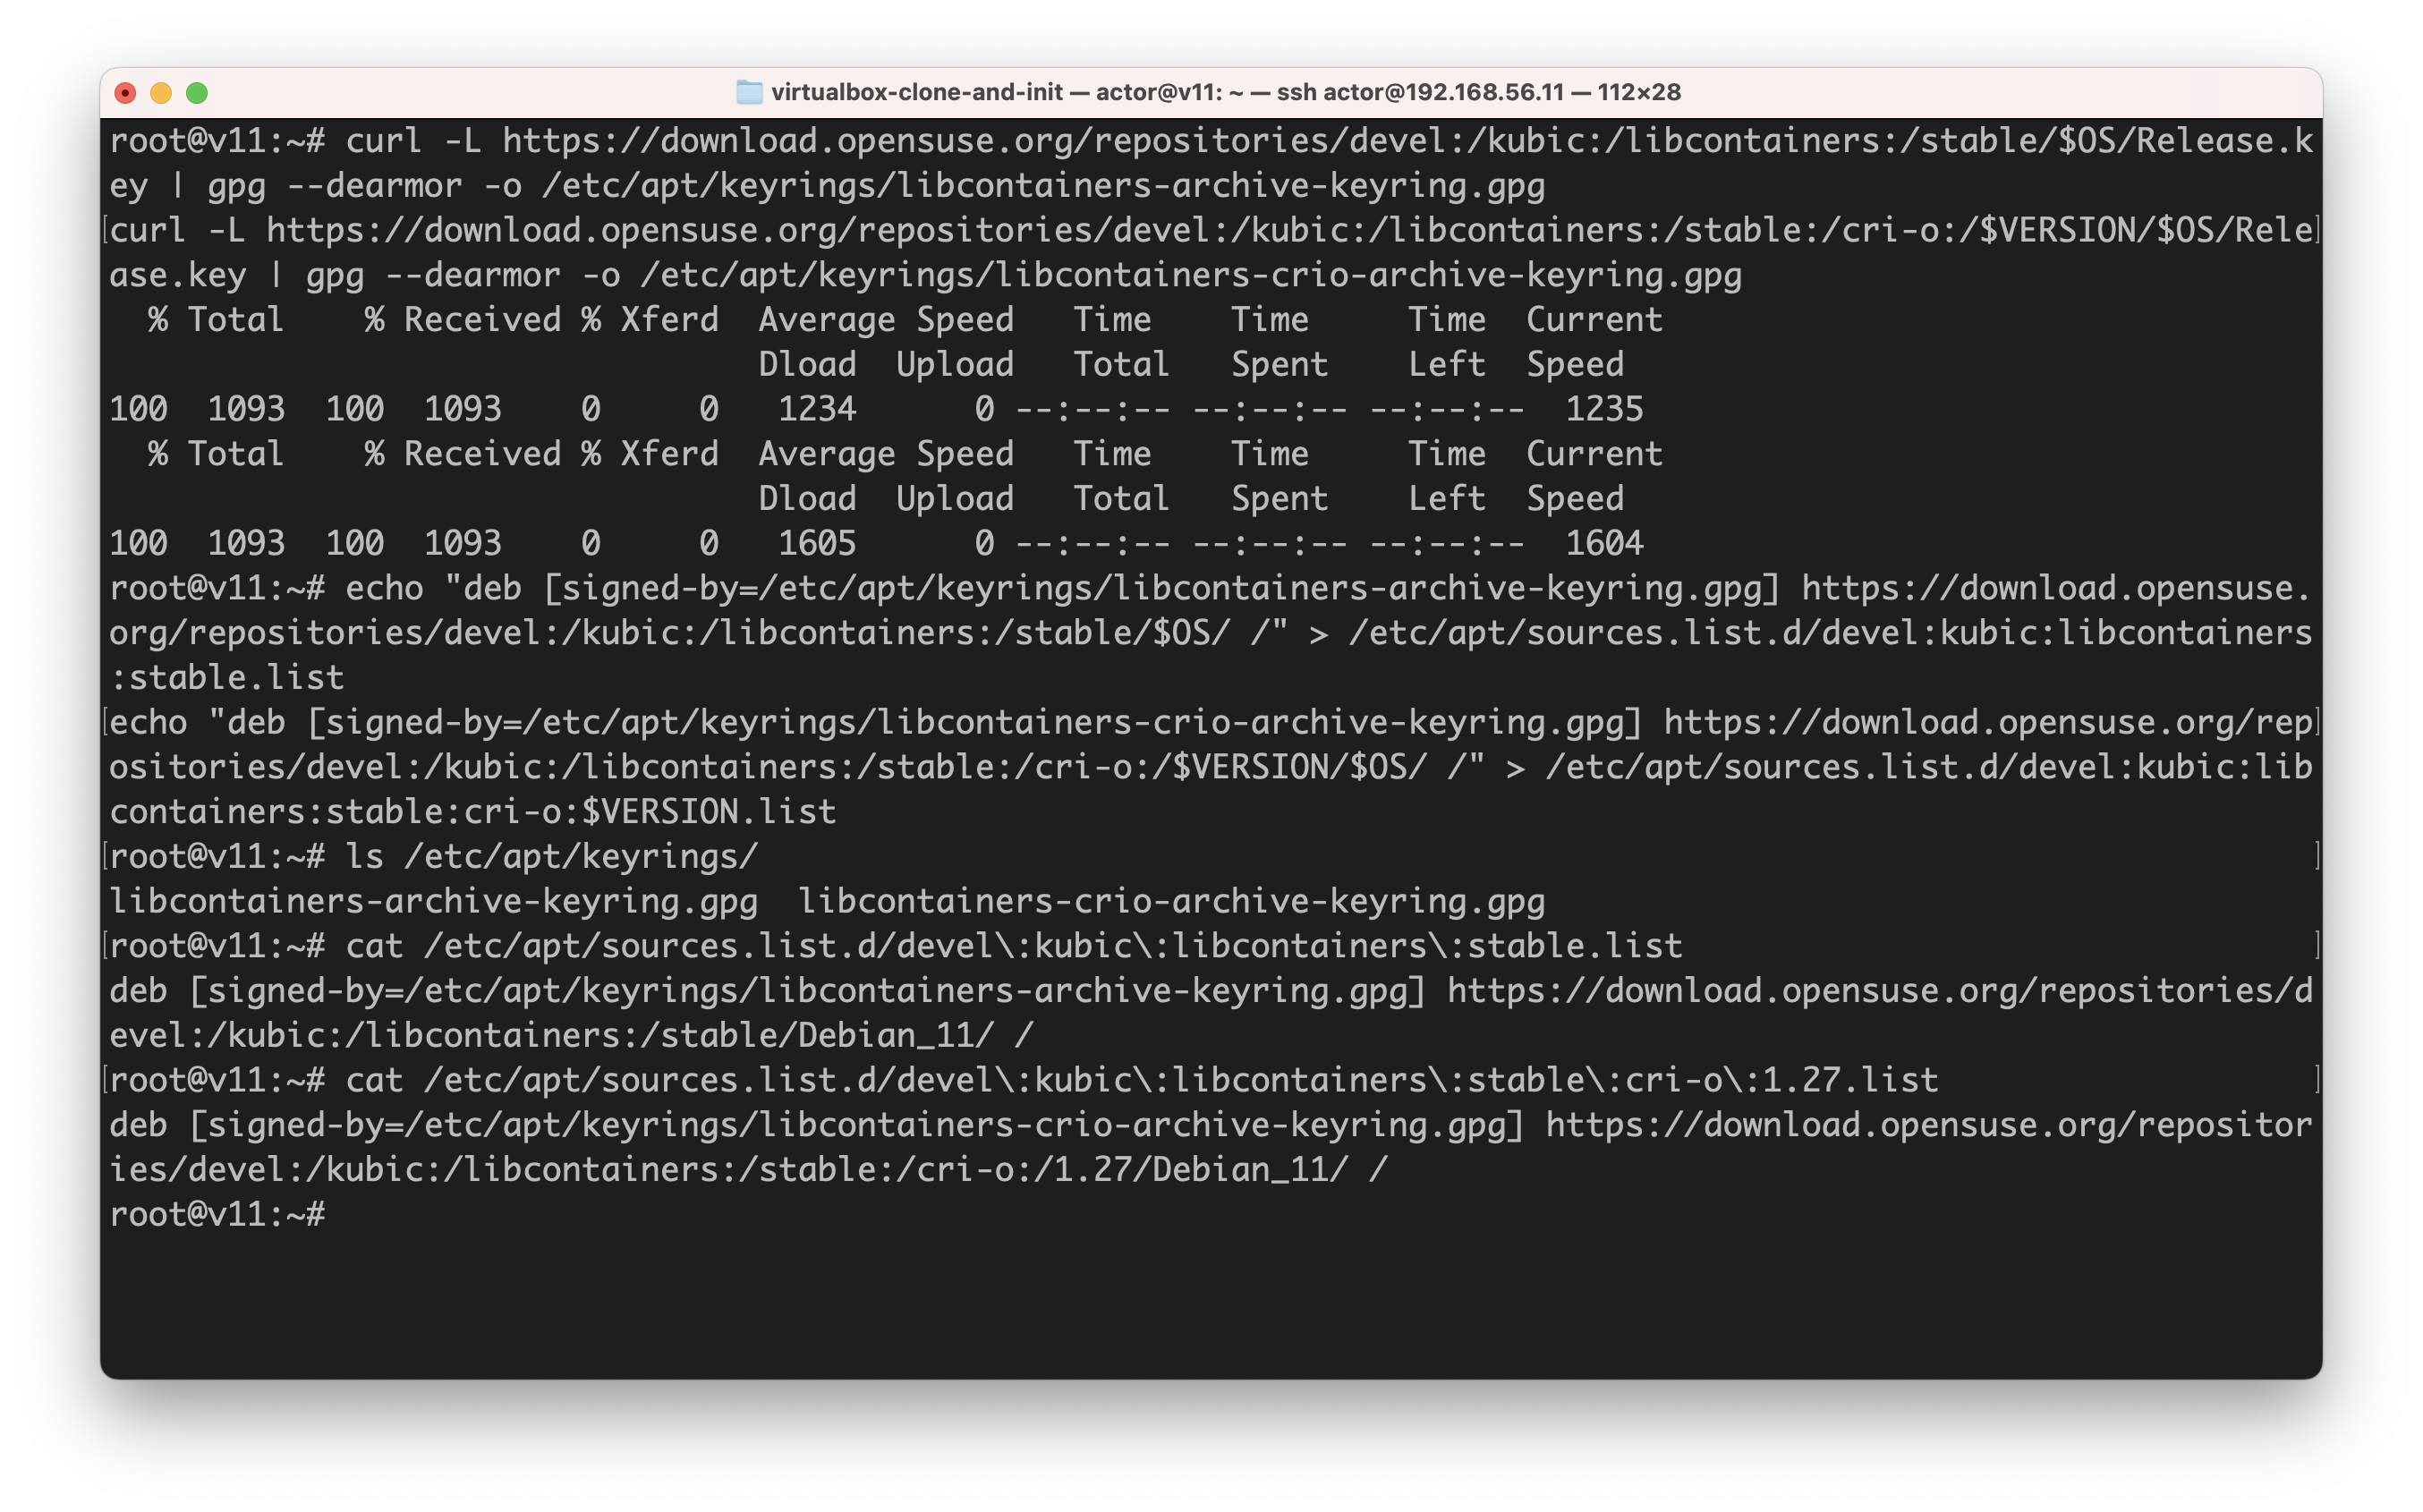 virtualbox-clone-and-init — actor@v11: ~ — ssh actor@192.168.56.11 — 112×28
root@v11:~# curl -L https://download.opensuse.org/repositories/devel:/kubic:/libcontainers:/stable/$OS/Release.k
ey | gpg --dearmor -o /etc/apt/keyrings/libcontainers-archive-keyring.gpg
[curl -L https://download.opensuse.org/repositories/devel:/kubic:/libcontainers:/stable:/cri-o:/$VERSION/$OS/Rele]
ase.key | gpg --dearmor -o /etc/apt/keyrings/libcontainers-crio-archive-keyring.gpg
  % Total    % Received % Xferd  Average Speed   Time    Time     Time  Current
                                 Dload  Upload   Total   Spent    Left  Speed
100  1093  100  1093    0     0   1234      0 --:--:-- --:--:-- --:--:--  1235
  % Total    % Received % Xferd  Average Speed   Time    Time     Time  Current
                                 Dload  Upload   Total   Spent    Left  Speed
100  1093  100  1093    0     0   1605      0 --:--:-- --:--:-- --:--:--  1604
root@v11:~# echo "deb [signed-by=/etc/apt/keyrings/libcontainers-archive-keyring.gpg] https://download.opensuse.
org/repositories/devel:/kubic:/libcontainers:/stable/$OS/ /" > /etc/apt/sources.list.d/devel:kubic:libcontainers
:stable.list
[echo "deb [signed-by=/etc/apt/keyrings/libcontainers-crio-archive-keyring.gpg] https://download.opensuse.org/rep]
ositories/devel:/kubic:/libcontainers:/stable:/cri-o:/$VERSION/$OS/ /" > /etc/apt/sources.list.d/devel:kubic:lib
containers:stable:cri-o:$VERSION.list
[root@v11:~# ls /etc/apt/keyrings/ ]
libcontainers-archive-keyring.gpg  libcontainers-crio-archive-keyring.gpg
[root@v11:~# cat /etc/apt/sources.list.d/devel\:kubic\:libcontainers\:stable.list ]
deb [signed-by=/etc/apt/keyrings/libcontainers-archive-keyring.gpg] https://download.opensuse.org/repositories/d
evel:/kubic:/libcontainers:/stable/Debian_11/ /
[root@v11:~# cat /etc/apt/sources.list.d/devel\:kubic\:libcontainers\:stable\:cri-o\:1.27.list ]
deb [signed-by=/etc/apt/keyrings/libcontainers-crio-archive-keyring.gpg] https://download.opensuse.org/repositor
ies/devel:/kubic:/libcontainers:/stable:/cri-o:/1.27/Debian_11/ /
root@v11:~#